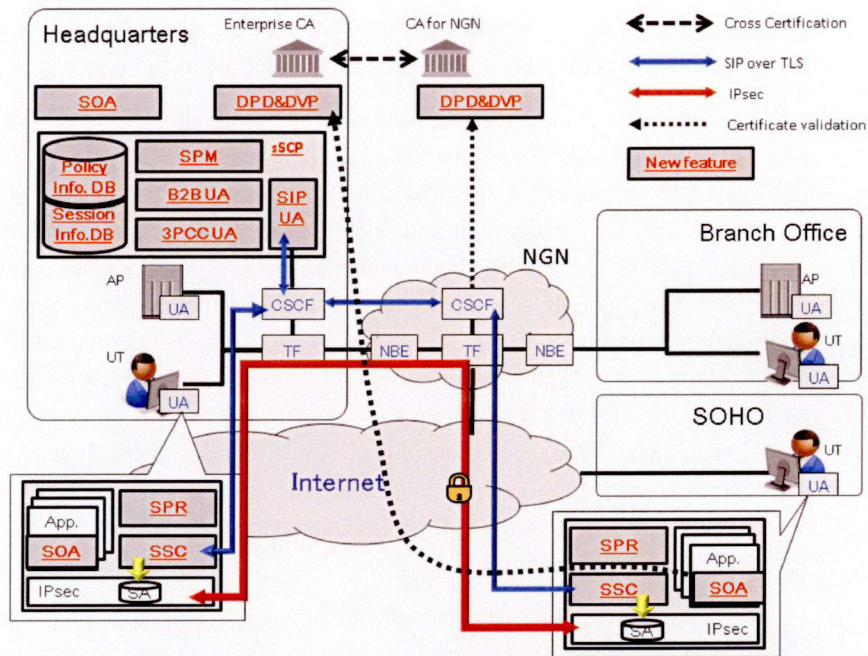 Headquarters
Enterprise CA
CA for NGN
Cross Certification
SIP over TLS
IPsec
Certificate validation
New feature
SOA
DPD&DVP
DPD&DVP
Policy
Info. DB
Session
Info.DB
SPM
B2BUA
3PCCUA
sSCP
SIP
UA
AP
UA
UT
UA
CSCF
TF
NBE
NGN
CSCF
TF
NBE
Branch Office
AP
UA
UT
UA
SOHO
UT
UA
Internet
App.
SOA
SPR
SSC
IPsec
SA
SPR
SSC
App.
SOA
SA
IPsec